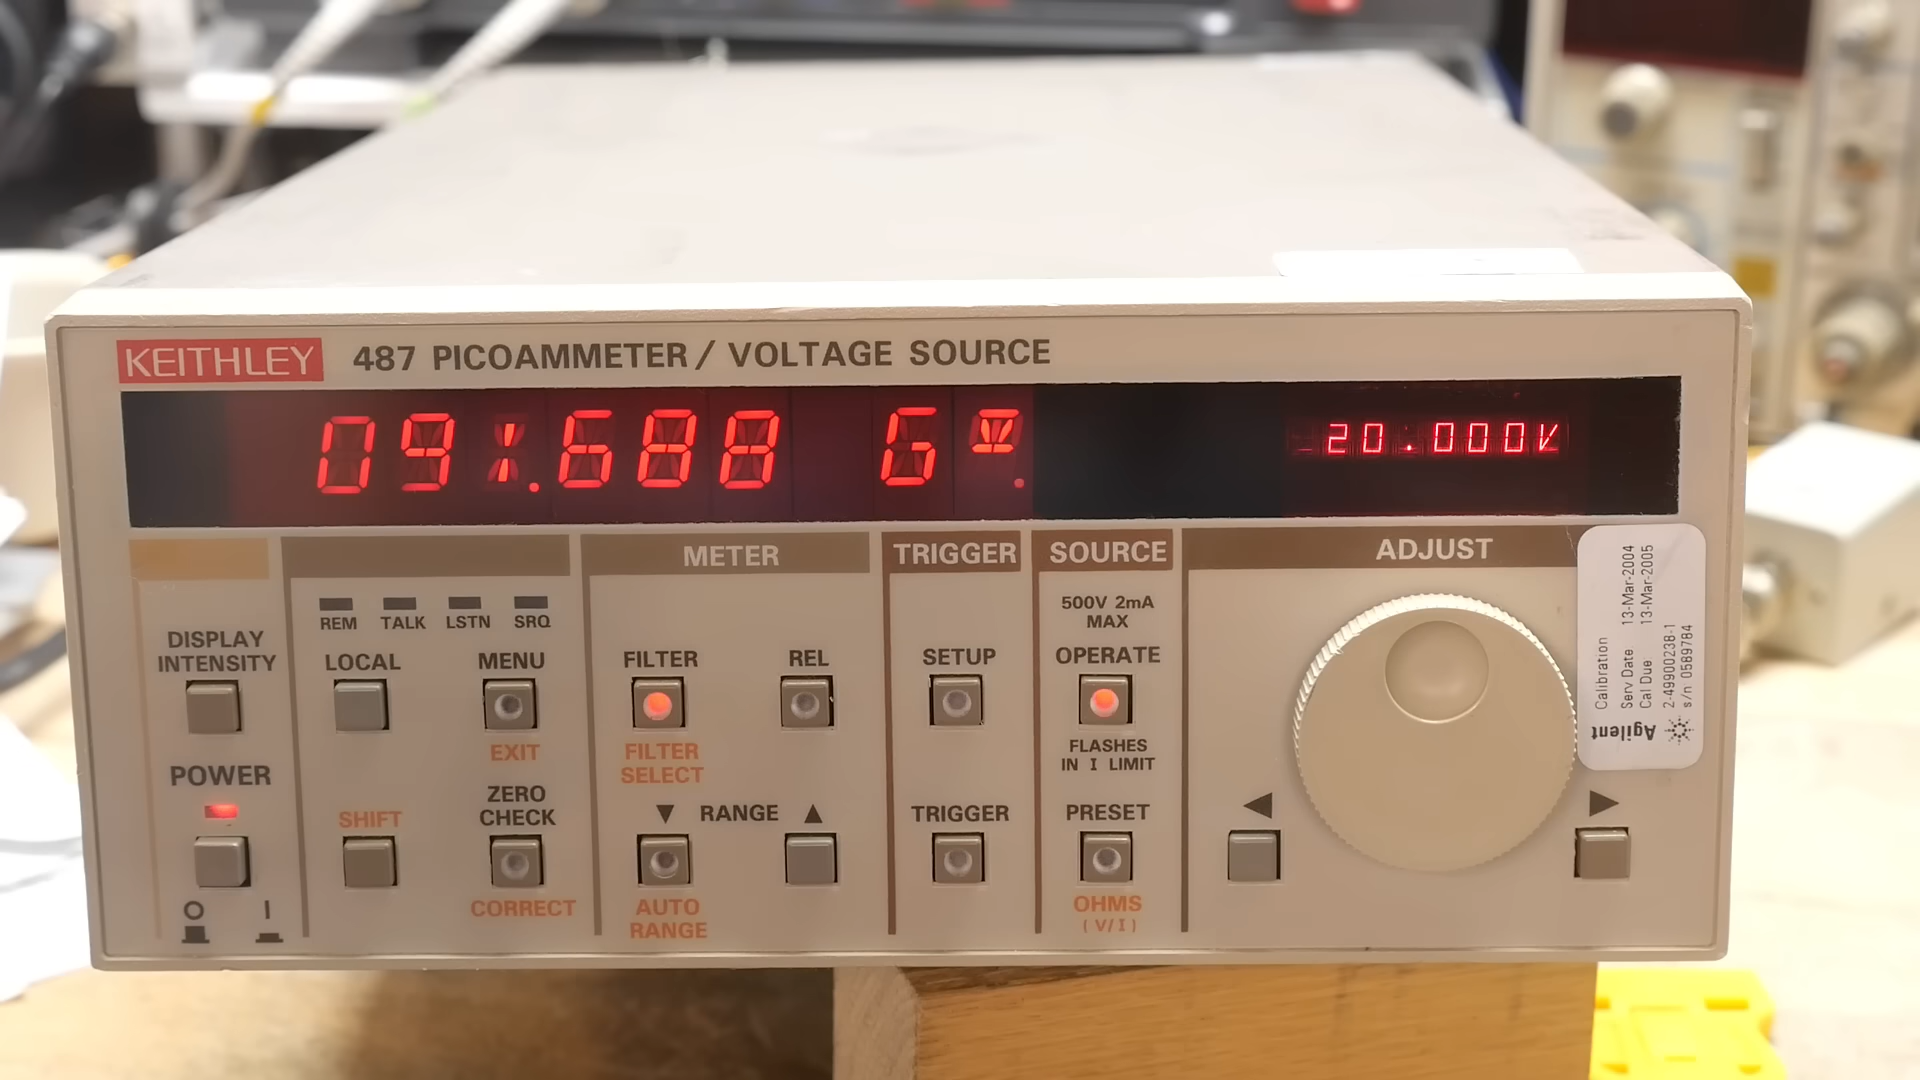 KEITHLEY 487 PICOAMMETER / VOLTAGE SOURCE
20.000V
METER
TRIGGER
SOURCE
ADJUST
DISPLAY INTENSITY
POWER
REM TALK LSTN SRQ
LOCAL
MENU
EXIT
SHIFT
ZERO CHECK
CORRECT
FILTER
REL
FILTER SELECT
▼ RANGE ▲
AUTO RANGE
SETUP
TRIGGER
500V 2mA
MAX
OPERATE
FLASHES
IN I LIMIT
PRESET
OHMS
(V/I)
◀ ▶
Agilent
Calibration
Serv Date 13-Mar-2004
Cal Due 13-Mar-2005
2-4990023B-1
s/n 0589784